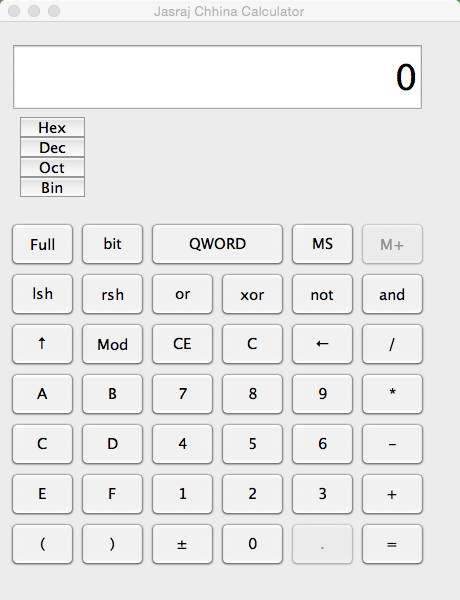 Jasraj Chhina Calculator
0
Hex
Dec
Oct
Bin
Full bit QWORD MS M+
lsh rsh or xor not and
↑ Mod CE C ← /
A B 7 8 9 *
C D 4 5 6 -
E F 1 2 3 +
( ) ± 0 . =